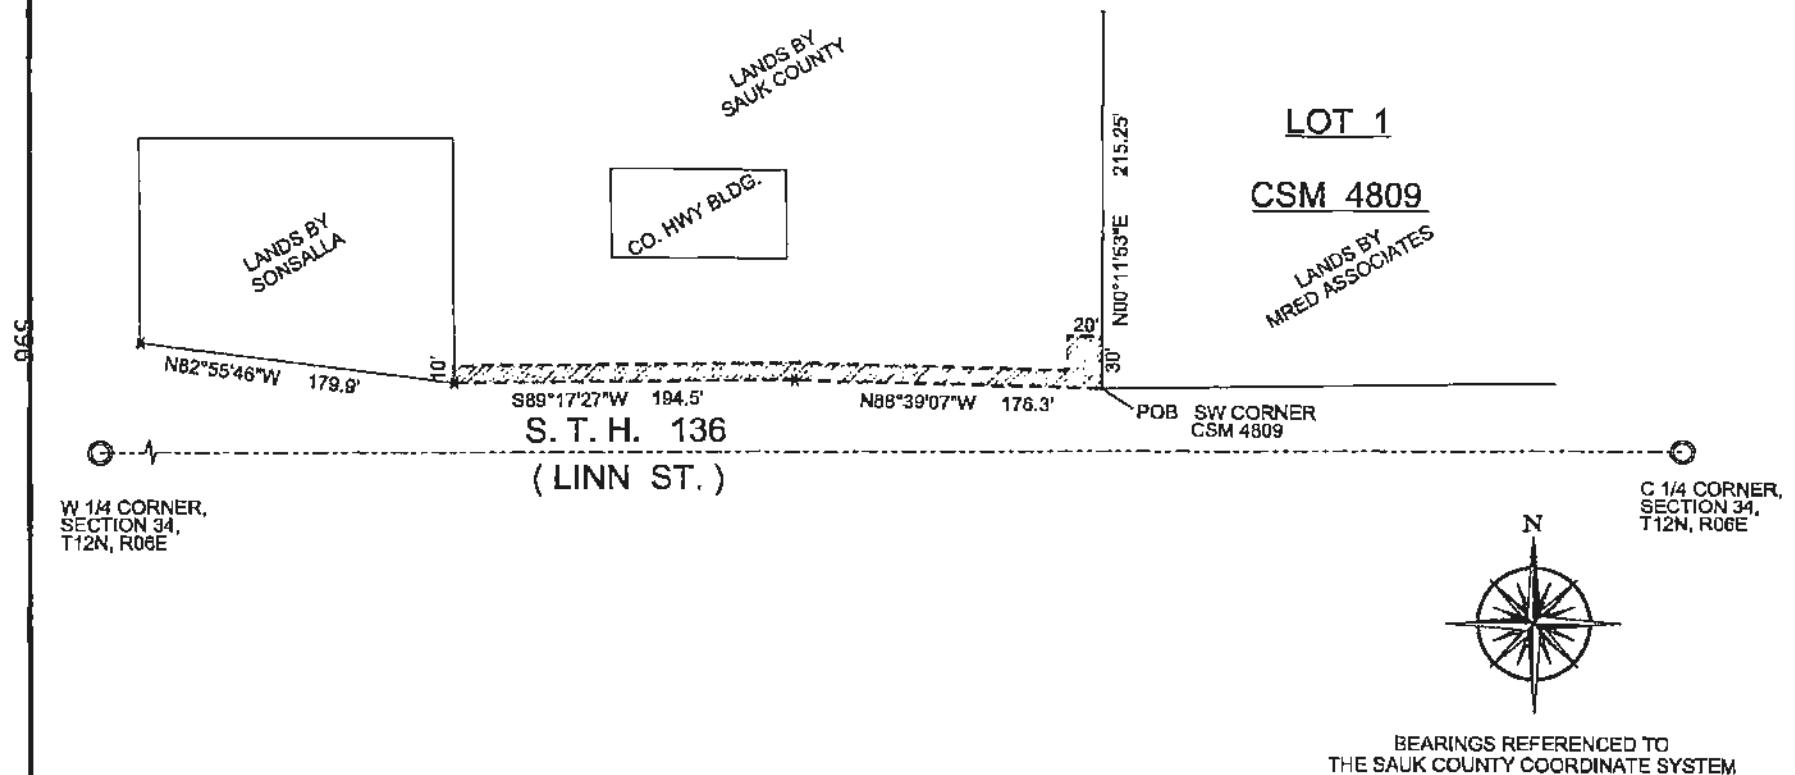 LANDS BY
SAUK COUNTY
LOT 1
CSM 4809
LANDS BY
MRED ASSOCIATES
N00°11'53"E 215.25'
CO. HWY BLDG.
LANDS BY
SONSALLA
596
N82°55'46"W 179.9'
10'
20'
30'
S89°17'27"W 194.5'
N88°39'07"W 176.3'
POB SW CORNER
CSM 4809
S. T. H. 136
( LINN ST. )
W 1/4 CORNER,
SECTION 34,
T12N, R06E
C 1/4 CORNER,
SECTION 34,
T12N, R06E
N
BEARINGS REFERENCED TO
THE SAUK COUNTY COORDINATE SYSTEM